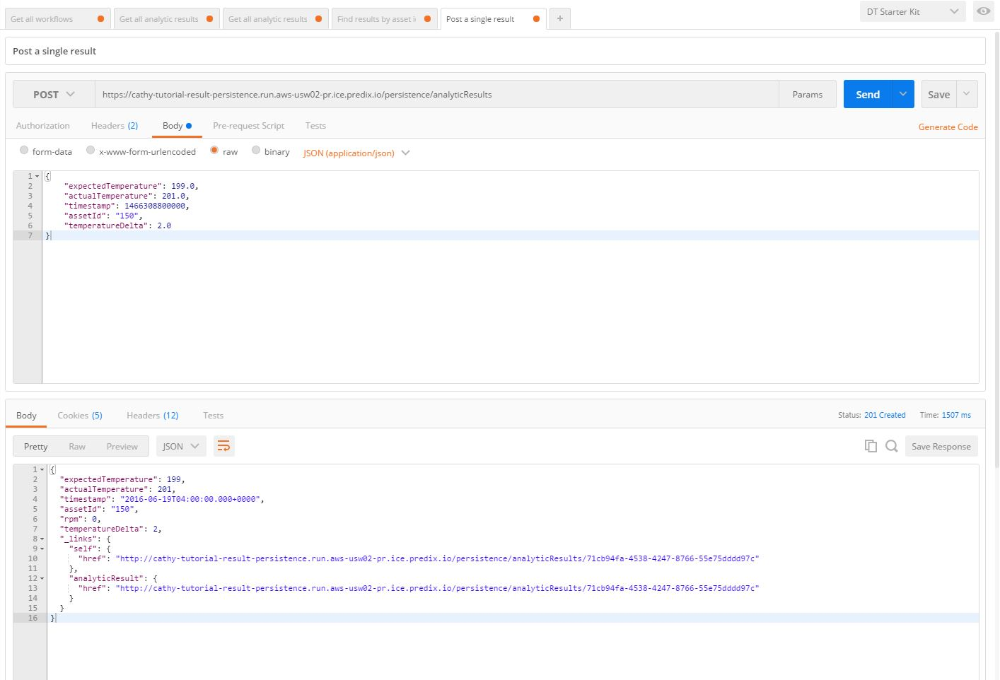 Get all workflows
Get all analytic results
Get all analytic results
Find results by asset i
Post a single result
+
DT Starter Kit
Post a single result
POST
https://cathy-tutorial-result-persistence.run.aws-usw02-pr.ice.predix.io/persistence/analyticResults
Params
Send
Save
Authorization
Headers (2)
Body
Pre-request Script
Tests
Generate Code
form-data
x-www-form-urlencoded
raw
binary
JSON (application/json)
1 {
2 "expectedTemperature": 199.0,
3 "actualTemperature": 201.0,
4 "timestamp": 1466308800000,
5 "assetId": "150",
6 "temperatureDelta": 2.0
7 }
Body
Cookies (5)
Headers (12)
Tests
Status: 201 Created
Time: 1507 ms
Pretty
Raw
Preview
JSON
Save Response
1 {
2 "expectedTemperature": 199,
3 "actualTemperature": 201,
4 "timestamp": "2016-06-19T04:00:00.000+0000",
5 "assetId": "150",
6 "rpm": 0,
7 "temperatureDelta": 2,
8 "_links": {
9 "self": {
10 "href": "http://cathy-tutorial-result-persistence.run.aws-usw02-pr.ice.predix.io/persistence/analyticResults/71cb94fa-4538-4247-8766-55e75dddd97c"
11 },
12 "analyticResult": {
13 "href": "http://cathy-tutorial-result-persistence.run.aws-usw02-pr.ice.predix.io/persistence/analyticResults/71cb94fa-4538-4247-8766-55e75dddd97c"
14 }
15 }
16 }